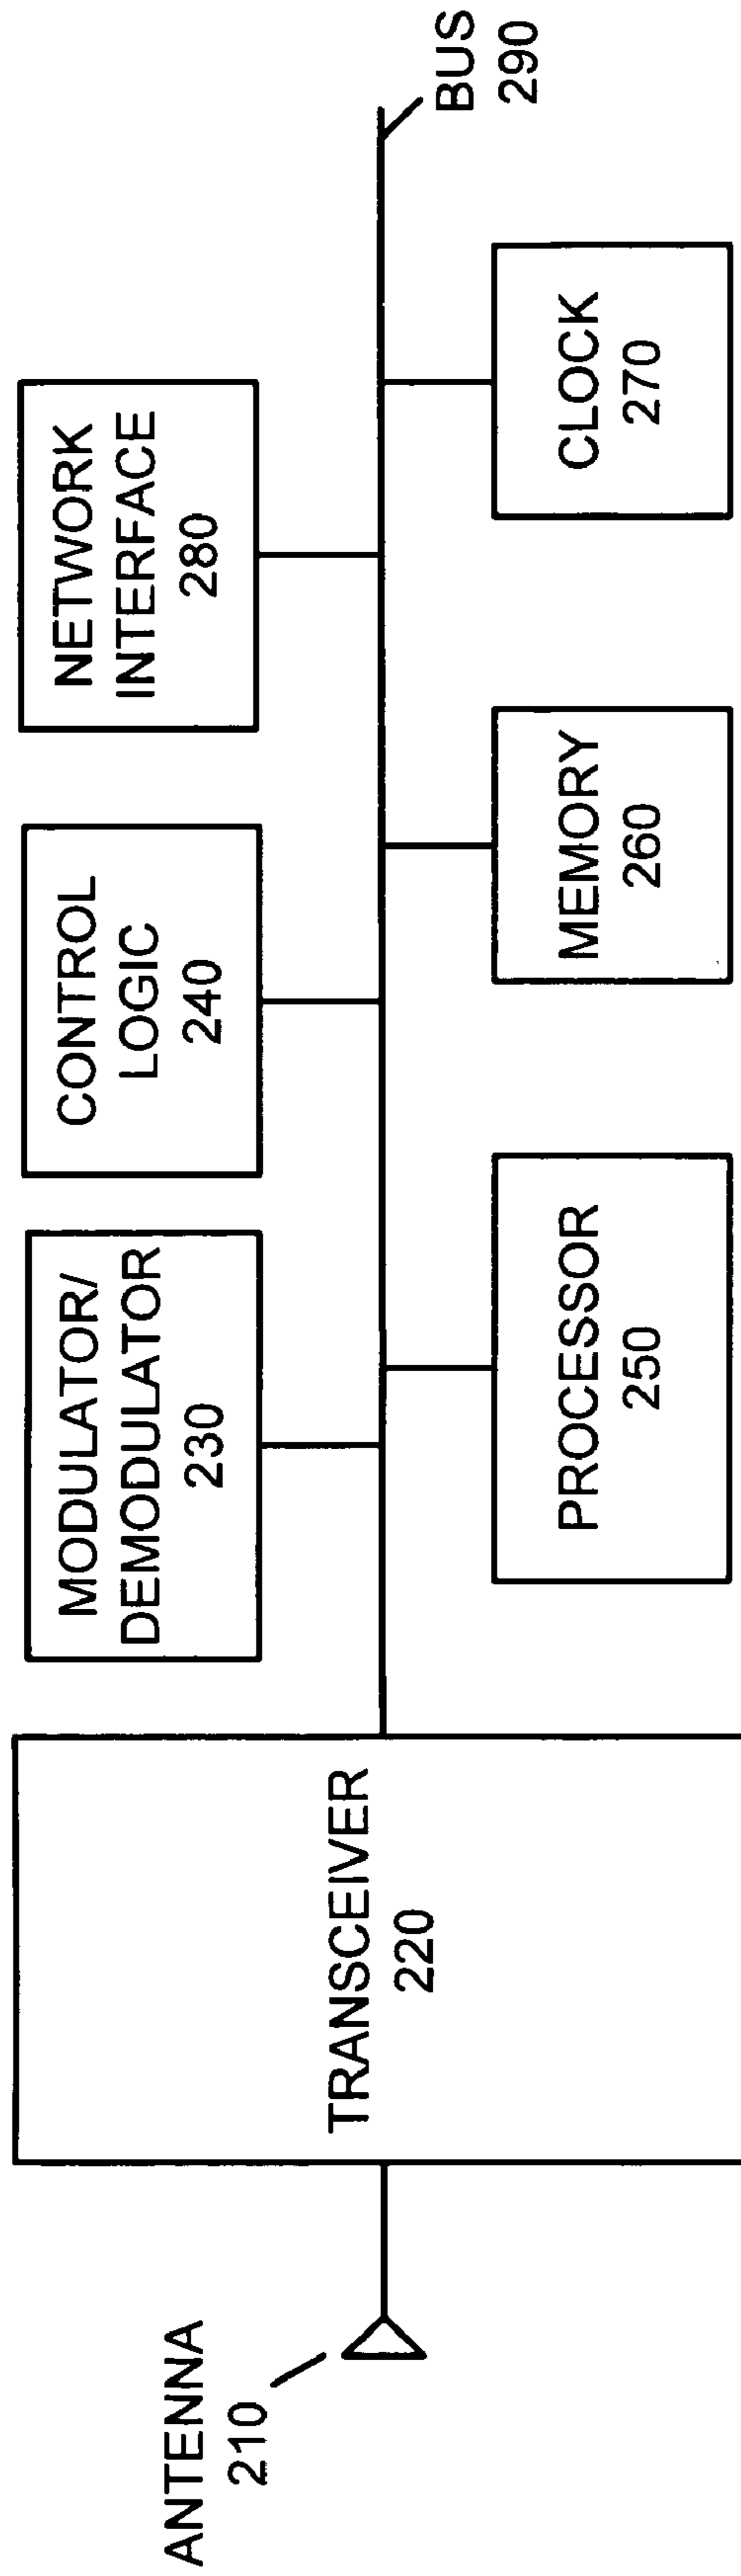 ANTENNA
210
TRANSCEIVER
220
MODULATOR/
DEMODULATOR
230
CONTROL
LOGIC
240
NETWORK
INTERFACE
280
PROCESSOR
250
MEMORY
260
CLOCK
270
BUS
290